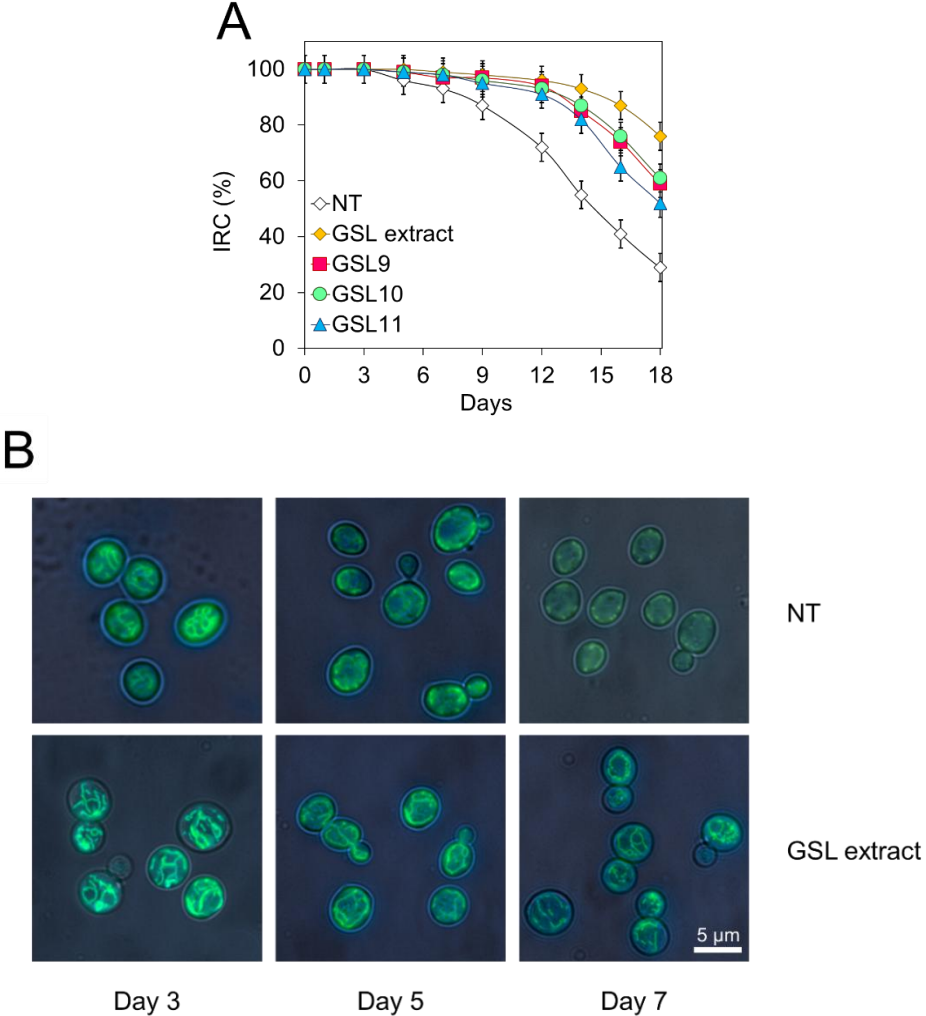 A
100
80
60
40
20
0
IRC (%)
NT
GSL extract
GSL9
GSL10
GSL11
0 3 6 9 12 15 18
Days
B
NT
GSL extract
5 µm
Day 3 Day 5 Day 7